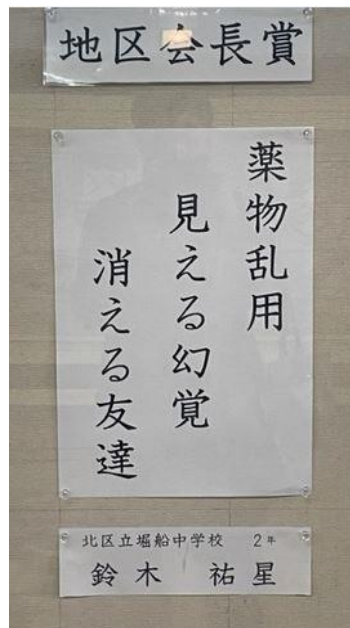 地区会長賞
薬物乱用
見える幻覚
消える友達
北区立堀船中学校 2年
鈴木 祐星